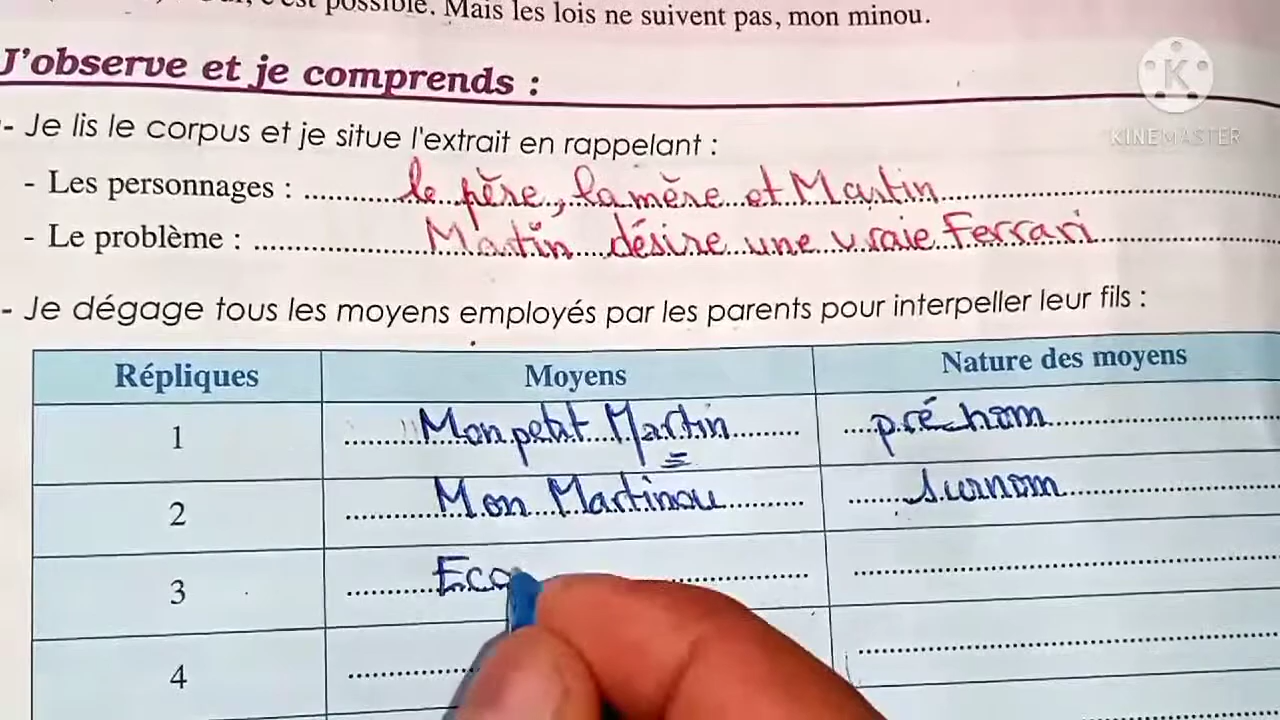 c'est possible. Mais les lois ne suivent pas, mon minou.
J'observe et je comprends :
KINEMASTER
- Je lis le corpus et je situe l'extrait en rappelant :
- Les personnages : le père, la mère et Martin
- Le problème : Martin désire une vraie Ferrari
- Je dégage tous les moyens employés par les parents pour interpeller leur fils :
Répliques Moyens Nature des moyens
1 Mon petit Martin prénom
2 Mon Martinou Surnom
3 Eco
4